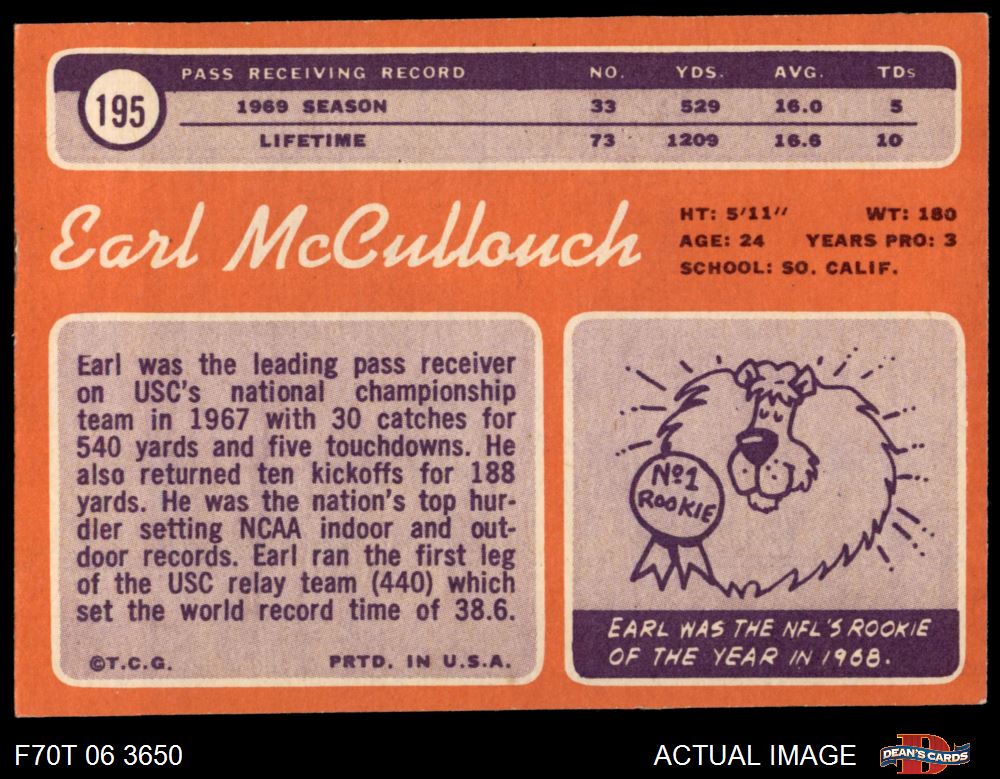 195
PASS RECEIVING RECORD NO. YDS. AVG. TDs
1969 SEASON 33 529 16.0 5
LIFETIME 73 1209 16.6 10
Earl McCullouch
HT: 5'11" WT: 180
AGE: 24 YEARS PRO: 3
SCHOOL: SO. CALIF.
Earl was the leading pass receiver
on USC's national championship
team in 1967 with 30 catches for
540 yards and five touchdowns. He
also returned ten kickoffs for 188
yards. He was the nation's top hur-
dler setting NCAA indoor and out-
door records. Earl ran the first leg
of the USC relay team (440) which
set the world record time of 38.6.
©T.C.G. PRTD. IN U.S.A.
Nº1
ROOKIE
EARL WAS THE NFL'S ROOKIE
OF THE YEAR IN 1968.
F70T 06 3650 ACTUAL IMAGE DEAN'S CARDS